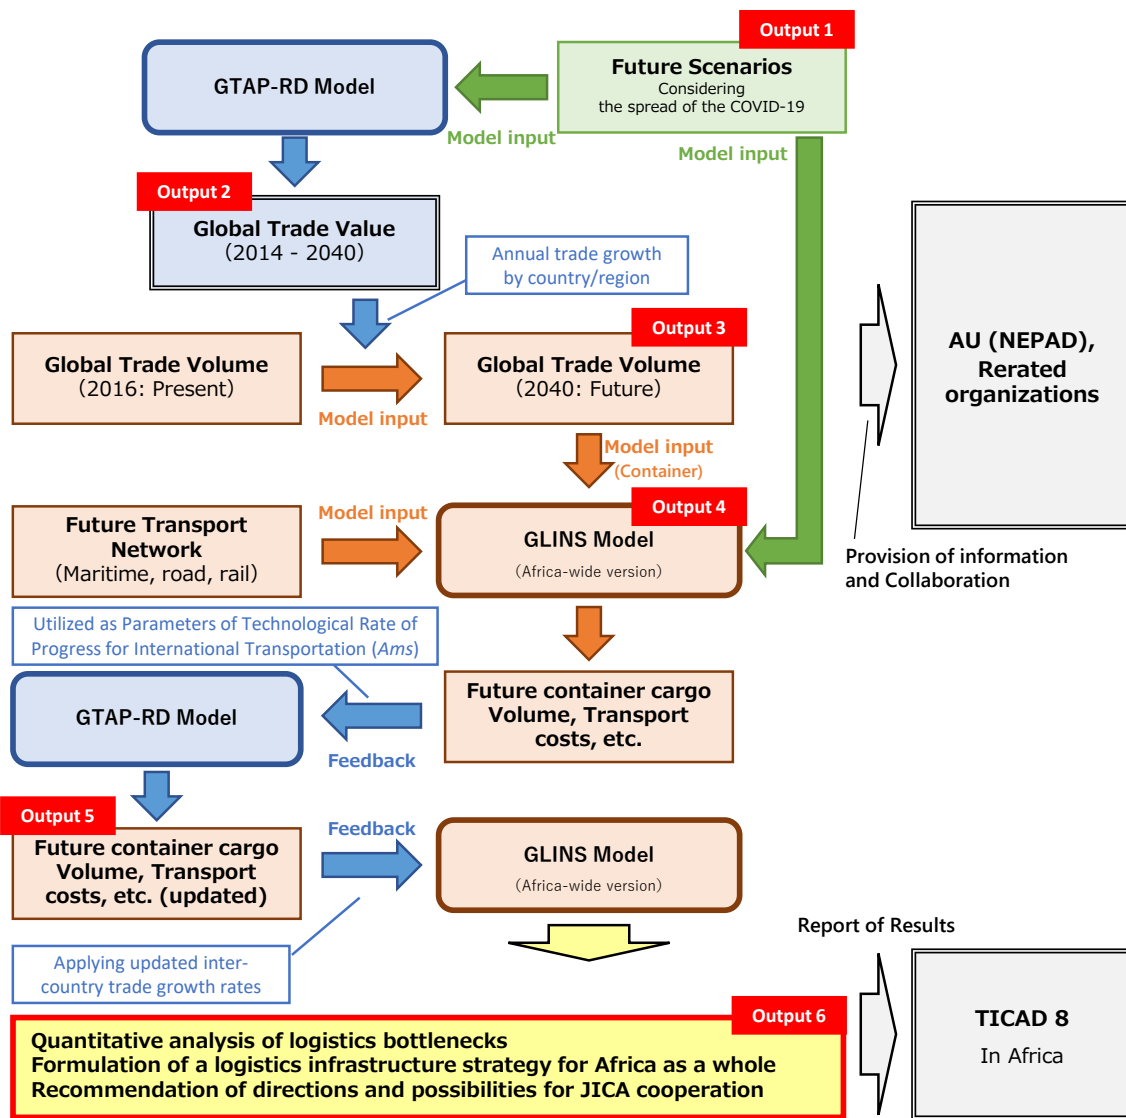 Output 1
GTAP-RD Model
Future Scenarios
Considering
the spread of the COVID-19
Model input
Model input
Output 2
Global Trade Value
（2014 - 2040）
Annual trade growth
by country/region
Output 3
Global Trade Volume
(2016: Present)
Model input
Global Trade Volume
(2040: Future)
AU (NEPAD),
Rerated
organizations
Model input
(Container)
Output 4
Future Transport
Network
(Maritime, road, rail)
Model input
GLINS Model
（Africa-wide version）
Provision of information
and Collaboration
Utilized as Parameters of Technological Rate of
Progress for International Transportation (Ams)
GTAP-RD Model
Feedback
Future container cargo
Volume, Transport
costs, etc.
Output 5
Future container cargo
Volume, Transport
costs, etc. (updated)
Feedback
GLINS Model
（Africa-wide version）
Applying updated inter-
country trade growth rates
Report of Results
Output 6
Quantitative analysis of logistics bottlenecks
Formulation of a logistics infrastructure strategy for Africa as a whole
Recommendation of directions and possibilities for JICA cooperation
TICAD 8
In Africa